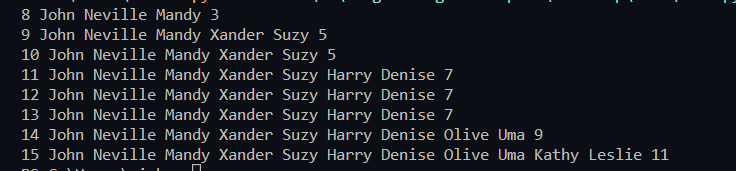 8 John Neville Mandy 3
9 John Neville Mandy Xander Suzy 5
10 John Neville Mandy Xander Suzy 5
11 John Neville Mandy Xander Suzy Harry Denise 7
12 John Neville Mandy Xander Suzy Harry Denise 7
13 John Neville Mandy Xander Suzy Harry Denise 7
14 John Neville Mandy Xander Suzy Harry Denise Olive Uma 9
15 John Neville Mandy Xander Suzy Harry Denise Olive Uma Kathy Leslie 11